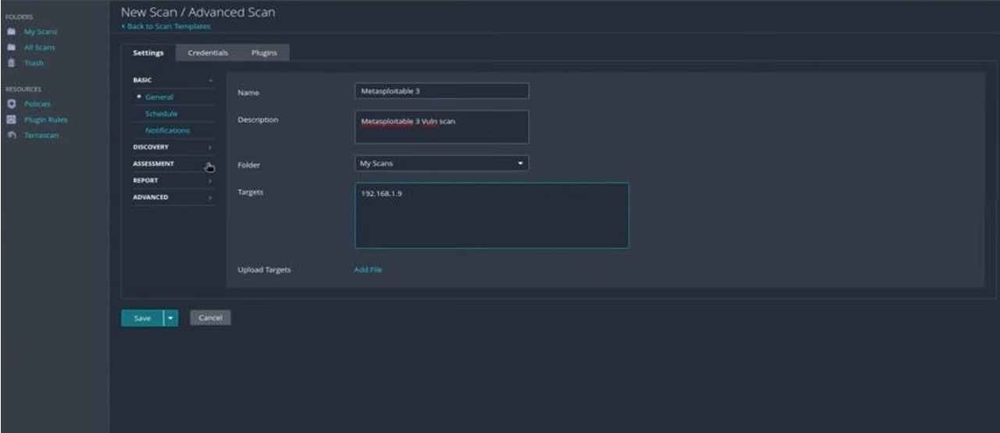 New Scan / Advanced Scan
< Back to Scan Templates
FOLDERS
My Scans
All Scans
Trash
RESOURCES
Policies
Plugin Rules
Terrascan
Settings
Credentials
Plugins
BASIC
General
Schedule
Notifications
DISCOVERY
ASSESSMENT
REPORT
ADVANCED
Name
Metasploitable 3
Description
Metasploitable 3 Vuln scan
Folder
My Scans
Targets
192.168.1.9
Upload Targets
Add File
Save
Cancel